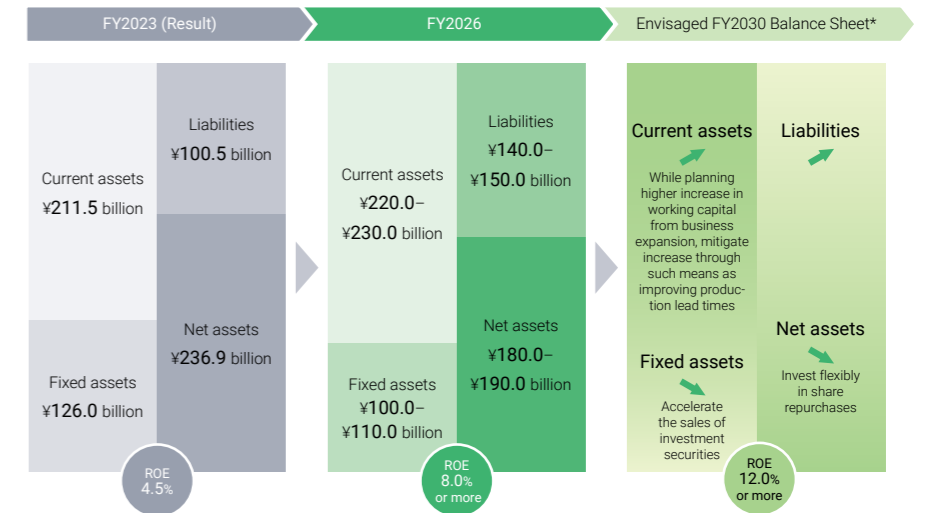 FY2023 (Result)
FY2026
Envisaged FY2030 Balance Sheet*
Current assets
¥211.5 billion
Fixed assets
¥126.0 billion
Liabilities
¥100.5 billion
Net assets
¥236.9 billion
ROE
4.5%
Current assets
¥220.0–
¥230.0 billion
Fixed assets
¥100.0–
¥110.0 billion
Liabilities
¥140.0–
¥150.0 billion
Net assets
¥180.0–
¥190.0 billion
ROE
8.0%
or more
Current assets
While planning
higher increase in
working capital
from business
expansion, mitigate
increase through
such means as
improving produc-
tion lead times
Fixed assets
Accelerate
the sales of
investment
securities
Liabilities
Net assets
Invest flexibly
in share
repurchases
ROE
12.0%
or more